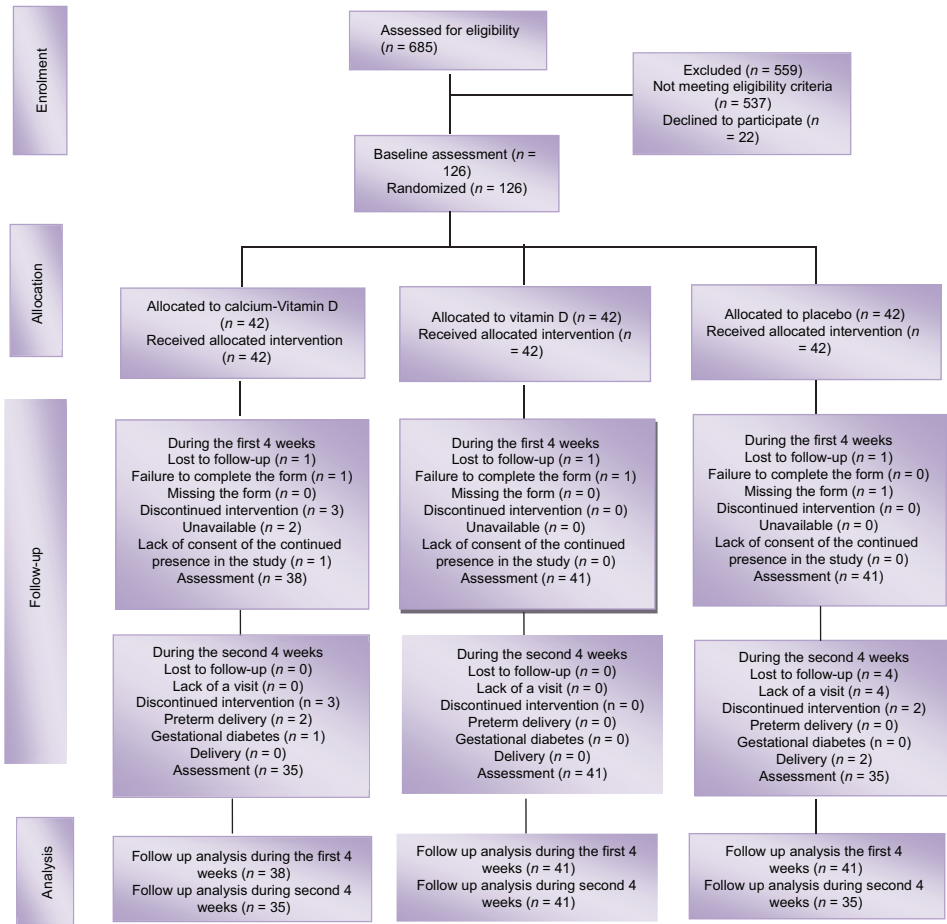 Enrolment
Assessed for eligibility
(n = 685)
Excluded (n = 559)
Not meeting eligibility criteria
(n = 537)
Declined to participate (n
= 22)
Baseline assessment (n =
126)
Randomized (n = 126)
Allocation
Allocated to calcium-Vitamin D
(n = 42)
Received allocated intervention
(n = 42)
Allocated to vitamin D (n = 42)
Received allocated intervention (n
= 42)
Allocated to placebo (n = 42)
Received allocated intervention (n
= 42)
Follow-up
During the first 4 weeks
Lost to follow-up (n = 1)
Failure to complete the form (n = 1)
Missing the form (n = 0)
Discontinued intervention (n = 3)
Unavailable (n = 2)
Lack of consent of the continued
presence in the study (n = 1)
Assessment (n = 38)
During the first 4 weeks
Lost to follow-up (n = 1)
Failure to complete the form (n = 1)
Missing the form (n = 0)
Discontinued intervention (n = 0)
Unavailable (n = 0)
Lack of consent of the continued
presence in the study (n = 0)
Assessment (n = 41)
During the first 4 weeks
Lost to follow-up (n = 1)
Failure to complete the form (n = 0)
Missing the form (n = 1)
Discontinued intervention (n = 0)
Unavailable (n = 0)
Lack of consent of the continued
presence in the study (n = 0)
Assessment (n = 41)
During the second 4 weeks
Lost to follow-up (n = 0)
Lack of a visit (n = 0)
Discontinued intervention (n = 3)
Preterm delivery (n = 2)
Gestational diabetes (n = 1)
Delivery (n = 0)
Assessment (n = 35)
During the second 4 weeks
Lost to follow-up (n = 0)
Lack of a visit (n = 0)
Discontinued intervention (n = 0)
Preterm delivery (n = 0)
Gestational diabetes (n = 0)
Delivery (n = 0)
Assessment (n = 41)
During the second 4 weeks
Lost to follow-up (n = 4)
Lack of a visit (n = 4)
Discontinued intervention (n = 2)
Preterm delivery (n = 0)
Gestational diabetes (n = 0)
Delivery (n = 2)
Assessment (n = 35)
Analysis
Follow up analysis during the first 4
weeks (n = 38)
Follow up analysis during second 4
weeks (n = 35)
Follow up analysis during the first 4
weeks (n = 41)
Follow up analysis during second 4
weeks (n = 41)
Follow up analysis the first 4
weeks (n = 41)
Follow up analysis during second 4
weeks (n = 35)